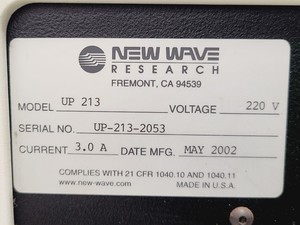 NEW WAVE
RESEARCH
FREMONT, CA 94539
MODEL UP 213 VOLTAGE 220 V
SERIAL NO. UP-213-2053
CURRENT 3.0 A DATE MFG. MAY 2002
COMPLIES WITH 21 CFR 1040.10 AND 1040.11
www.new-wave.com MADE IN U.S.A.